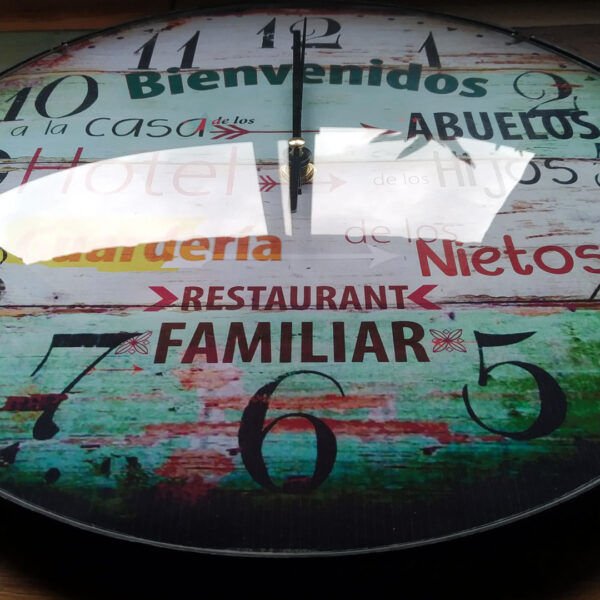 11 12 1
Bienvenidos
10 2
a la casa de los ABUELOS
Hotel de los Hijos
Guardería de los Nietos
RESTAURANT
FAMILIAR
7 5
6